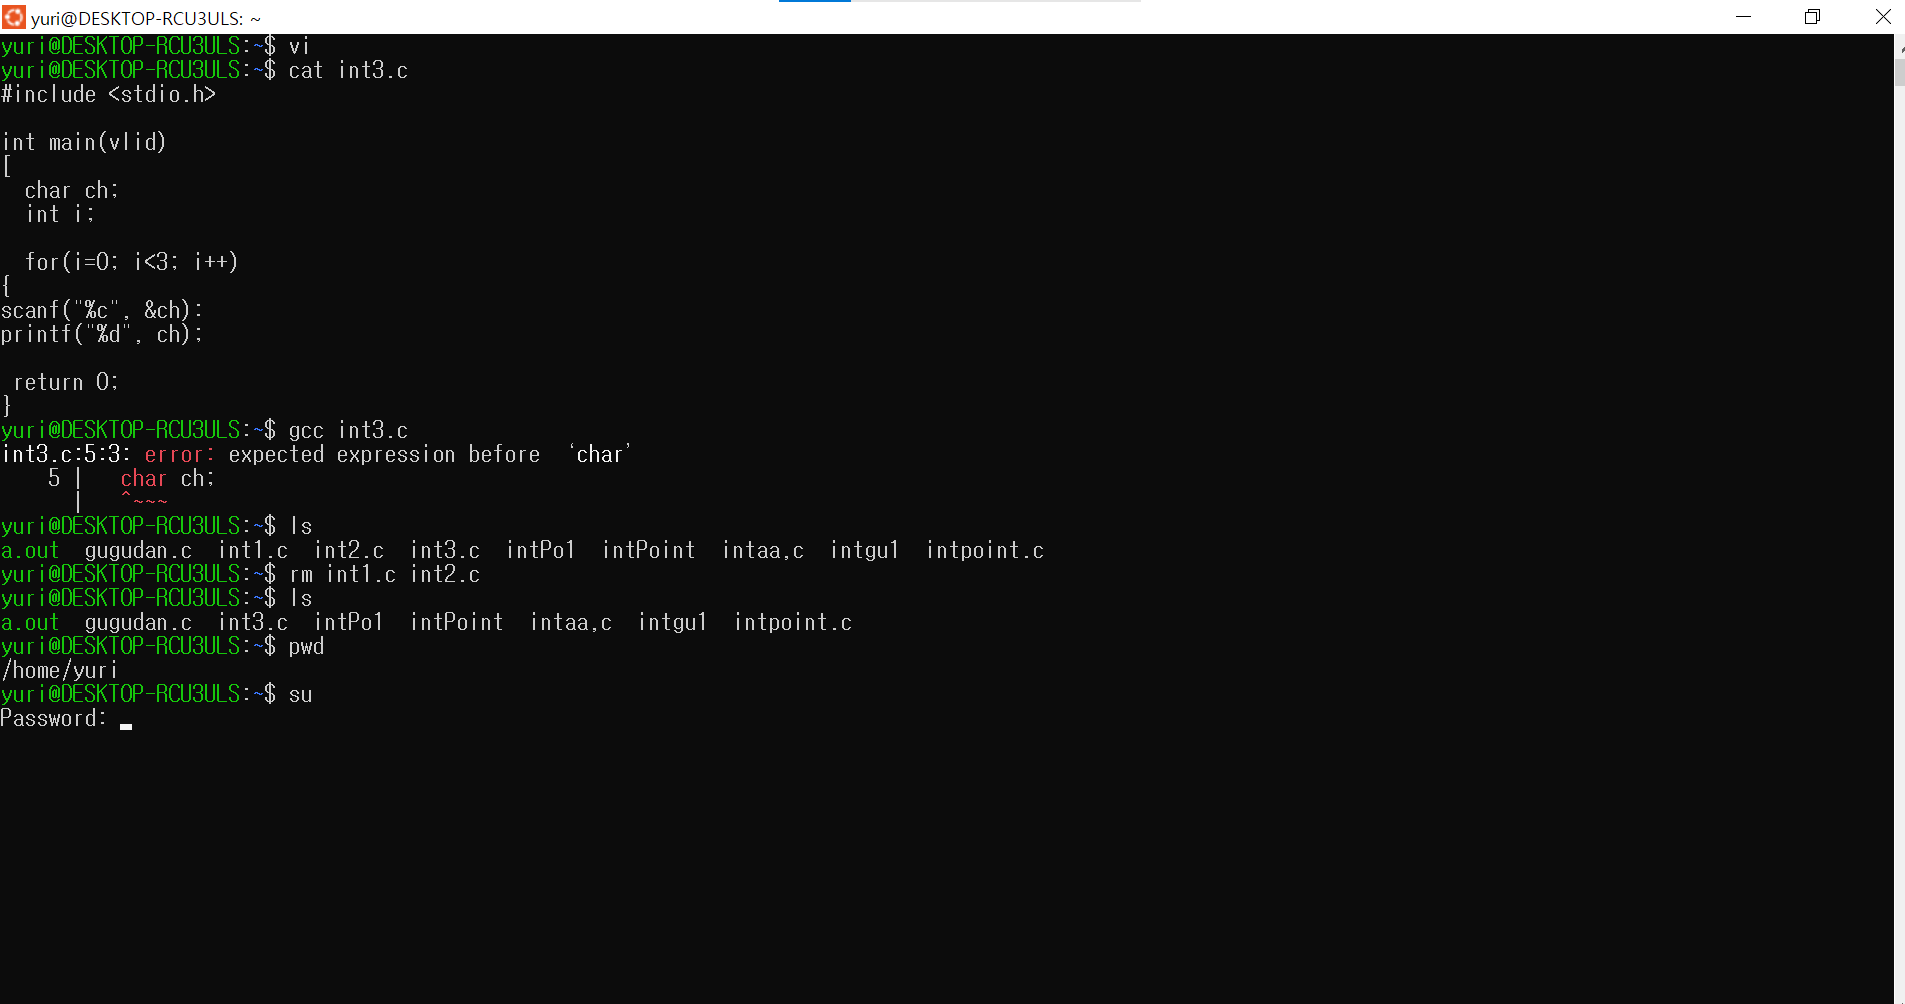 yuri@DESKTOP-RCU3ULS: ~
yuri@DESKTOP-RCU3ULS:~$ vi
yuri@DESKTOP-RCU3ULS:~$ cat int3.c
#include <stdio.h>
int main(vlid)
[
  char ch;
  int i;
  for(i=0; i<3; i++)
{
scanf("%c", &ch):
printf("%d", ch);
 return 0;
}
yuri@DESKTOP-RCU3ULS:~$ gcc int3.c
int3.c:5:3: error: expected expression before ‘char’
    5 |   char ch;
      |   ^~~~
yuri@DESKTOP-RCU3ULS:~$ ls
a.out  gugudan.c  int1.c  int2.c  int3.c  intPo1  intPoint  intaa,c  intgu1  intpoint.c
yuri@DESKTOP-RCU3ULS:~$ rm int1.c int2.c
yuri@DESKTOP-RCU3ULS:~$ ls
a.out  gugudan.c  int3.c  intPo1  intPoint  intaa,c  intgu1  intpoint.c
yuri@DESKTOP-RCU3ULS:~$ pwd
/home/yuri
yuri@DESKTOP-RCU3ULS:~$ su
Password: